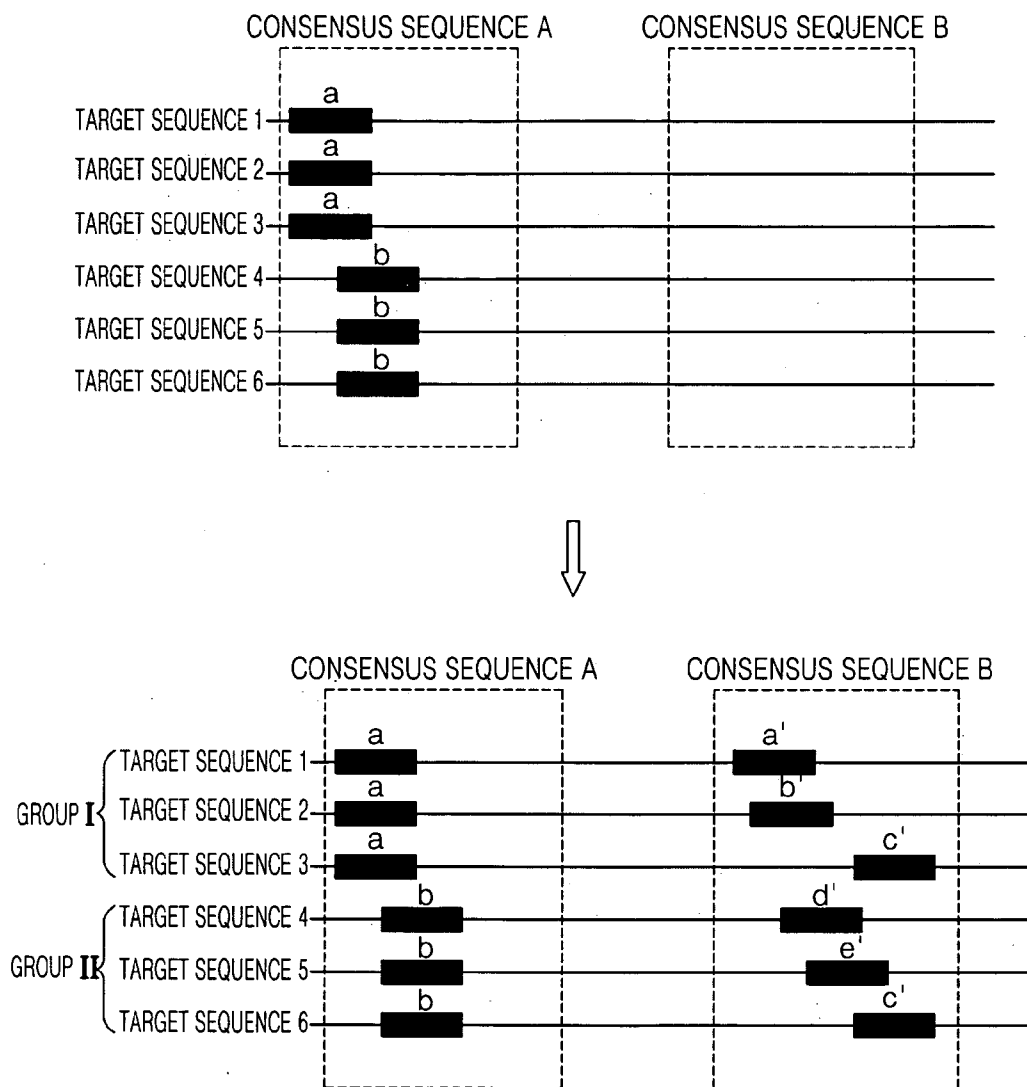 CONSENSUS SEQUENCE A
CONSENSUS SEQUENCE B
a
TARGET SEQUENCE 1
a
TARGET SEQUENCE 2
a
TARGET SEQUENCE 3
b
TARGET SEQUENCE 4
b
TARGET SEQUENCE 5
b
TARGET SEQUENCE 6
CONSENSUS SEQUENCE A
CONSENSUS SEQUENCE B
GROUP I
TARGET SEQUENCE 1
a
a'
TARGET SEQUENCE 2
a
b'
TARGET SEQUENCE 3
a
c'
GROUP II
TARGET SEQUENCE 4
b
d'
TARGET SEQUENCE 5
b
e'
TARGET SEQUENCE 6
b
c'